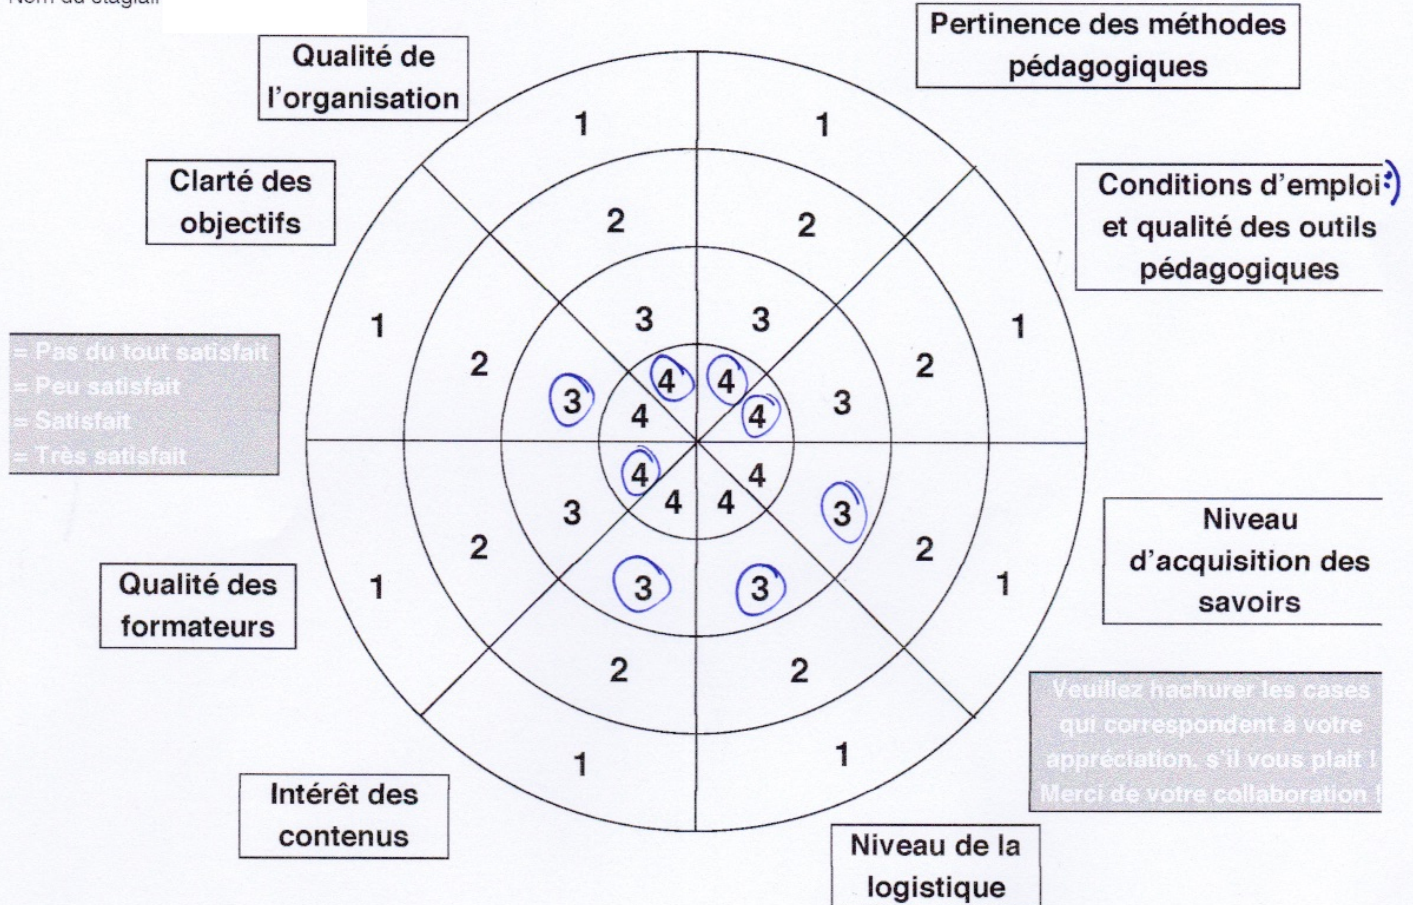 Nom du stagiair
Qualité de
l'organisation
Pertinence des méthodes
pédagogiques
Clarté des
objectifs
Conditions d'emploi :)
et qualité des outils
pédagogiques
1
1
2
2
1
2
3
3
2
1
3
4
4
3
4
4
4
4
3
4
4
3
2
2
1
3
3
1
2
2
1
1
= Pas du tout satisfait
= Peu satisfait
= Satisfait
= Très satisfait
Qualité des
formateurs
Niveau
d'acquisition des
savoirs
Intérêt des
contenus
Veuillez hachurer les cases
qui correspondent à votre
appréciation. s'il vous plait !
Merci de votre collaboration !
Niveau de la
logistique